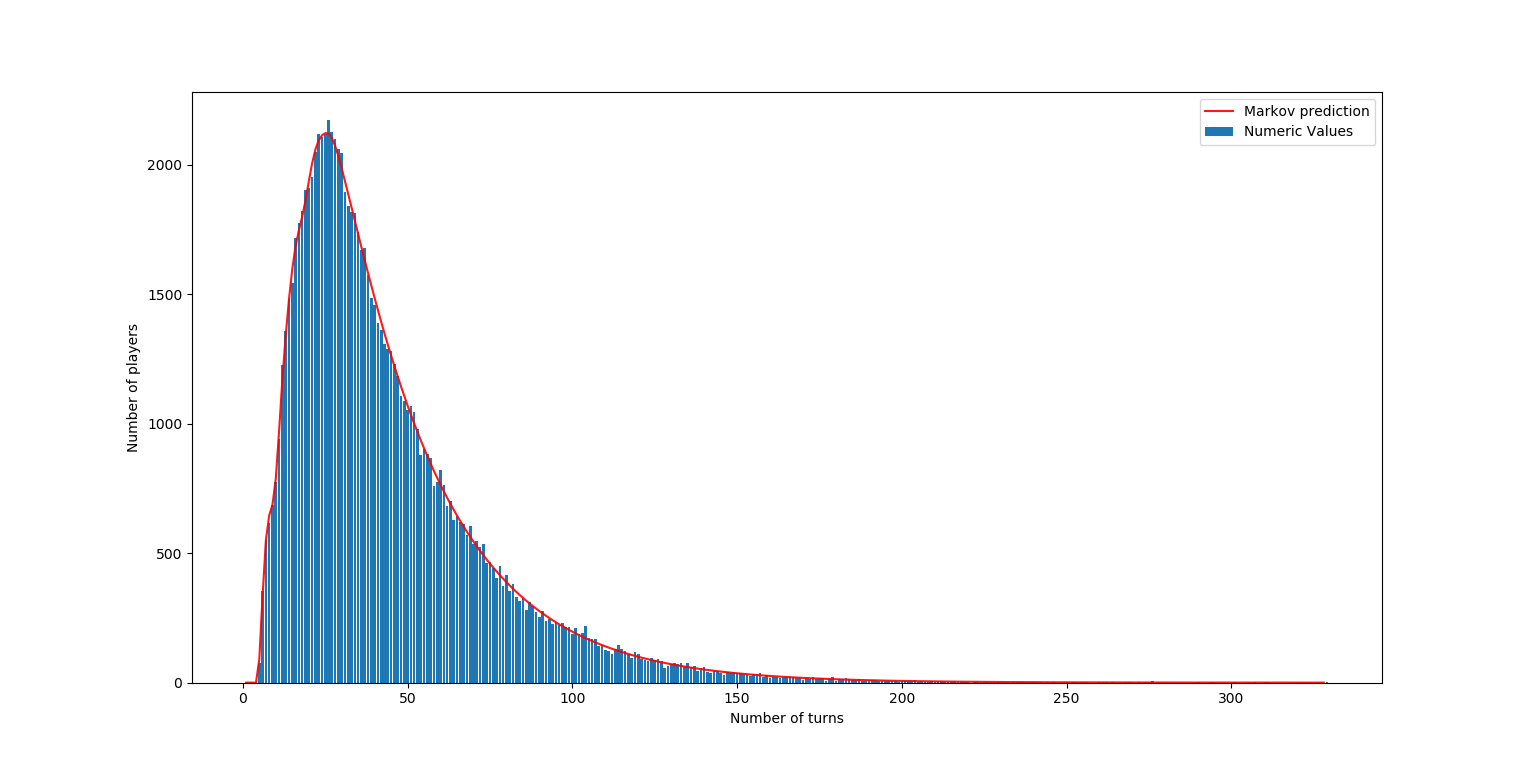 Markov prediction
Numeric Values
Number of players
2000
1500
1000
500
0
0 50 100 150 200 250 300
Number of turns